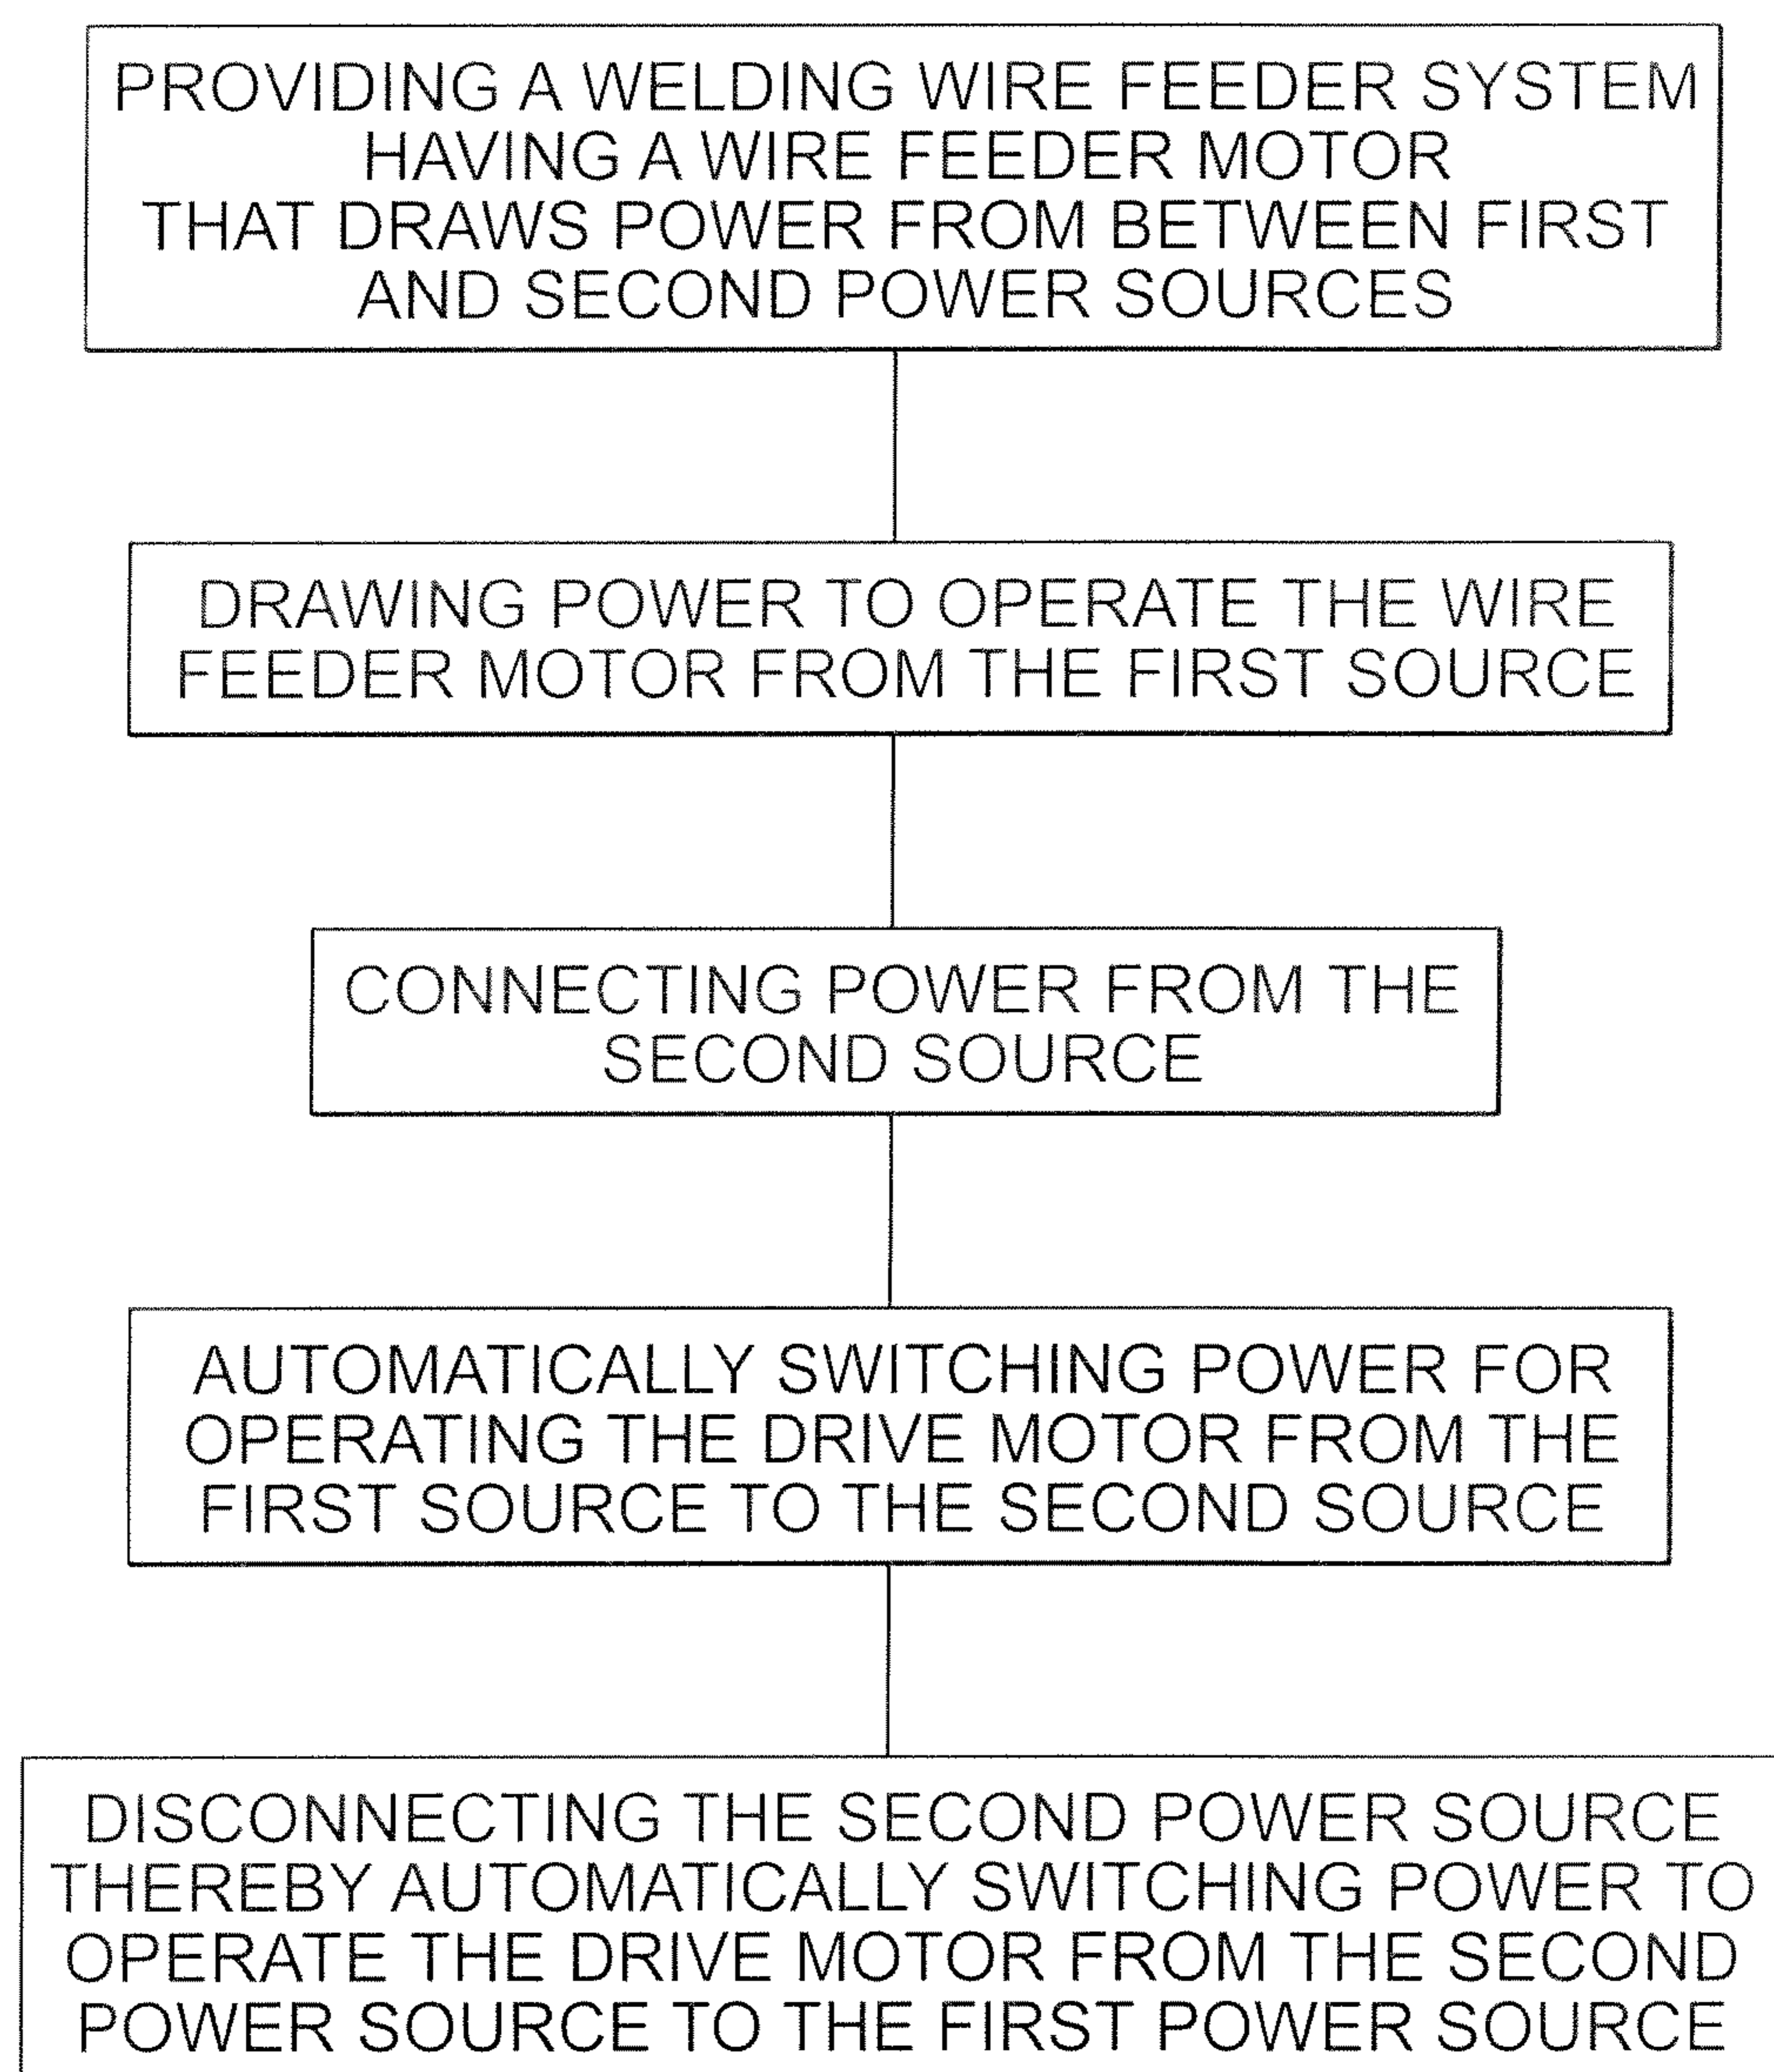 PROVIDING A WELDING WIRE FEEDER SYSTEM
HAVING A WIRE FEEDER MOTOR
THAT DRAWS POWER FROM BETWEEN FIRST
AND SECOND POWER SOURCES
DRAWING POWER TO OPERATE THE WIRE
FEEDER MOTOR FROM THE FIRST SOURCE
CONNECTING POWER FROM THE
SECOND SOURCE
AUTOMATICALLY SWITCHING POWER FOR
OPERATING THE DRIVE MOTOR FROM THE
FIRST SOURCE TO THE SECOND SOURCE
DISCONNECTING THE SECOND POWER SOURCE
THEREBY AUTOMATICALLY SWITCHING POWER TO
OPERATE THE DRIVE MOTOR FROM THE SECOND
POWER SOURCE TO THE FIRST POWER SOURCE